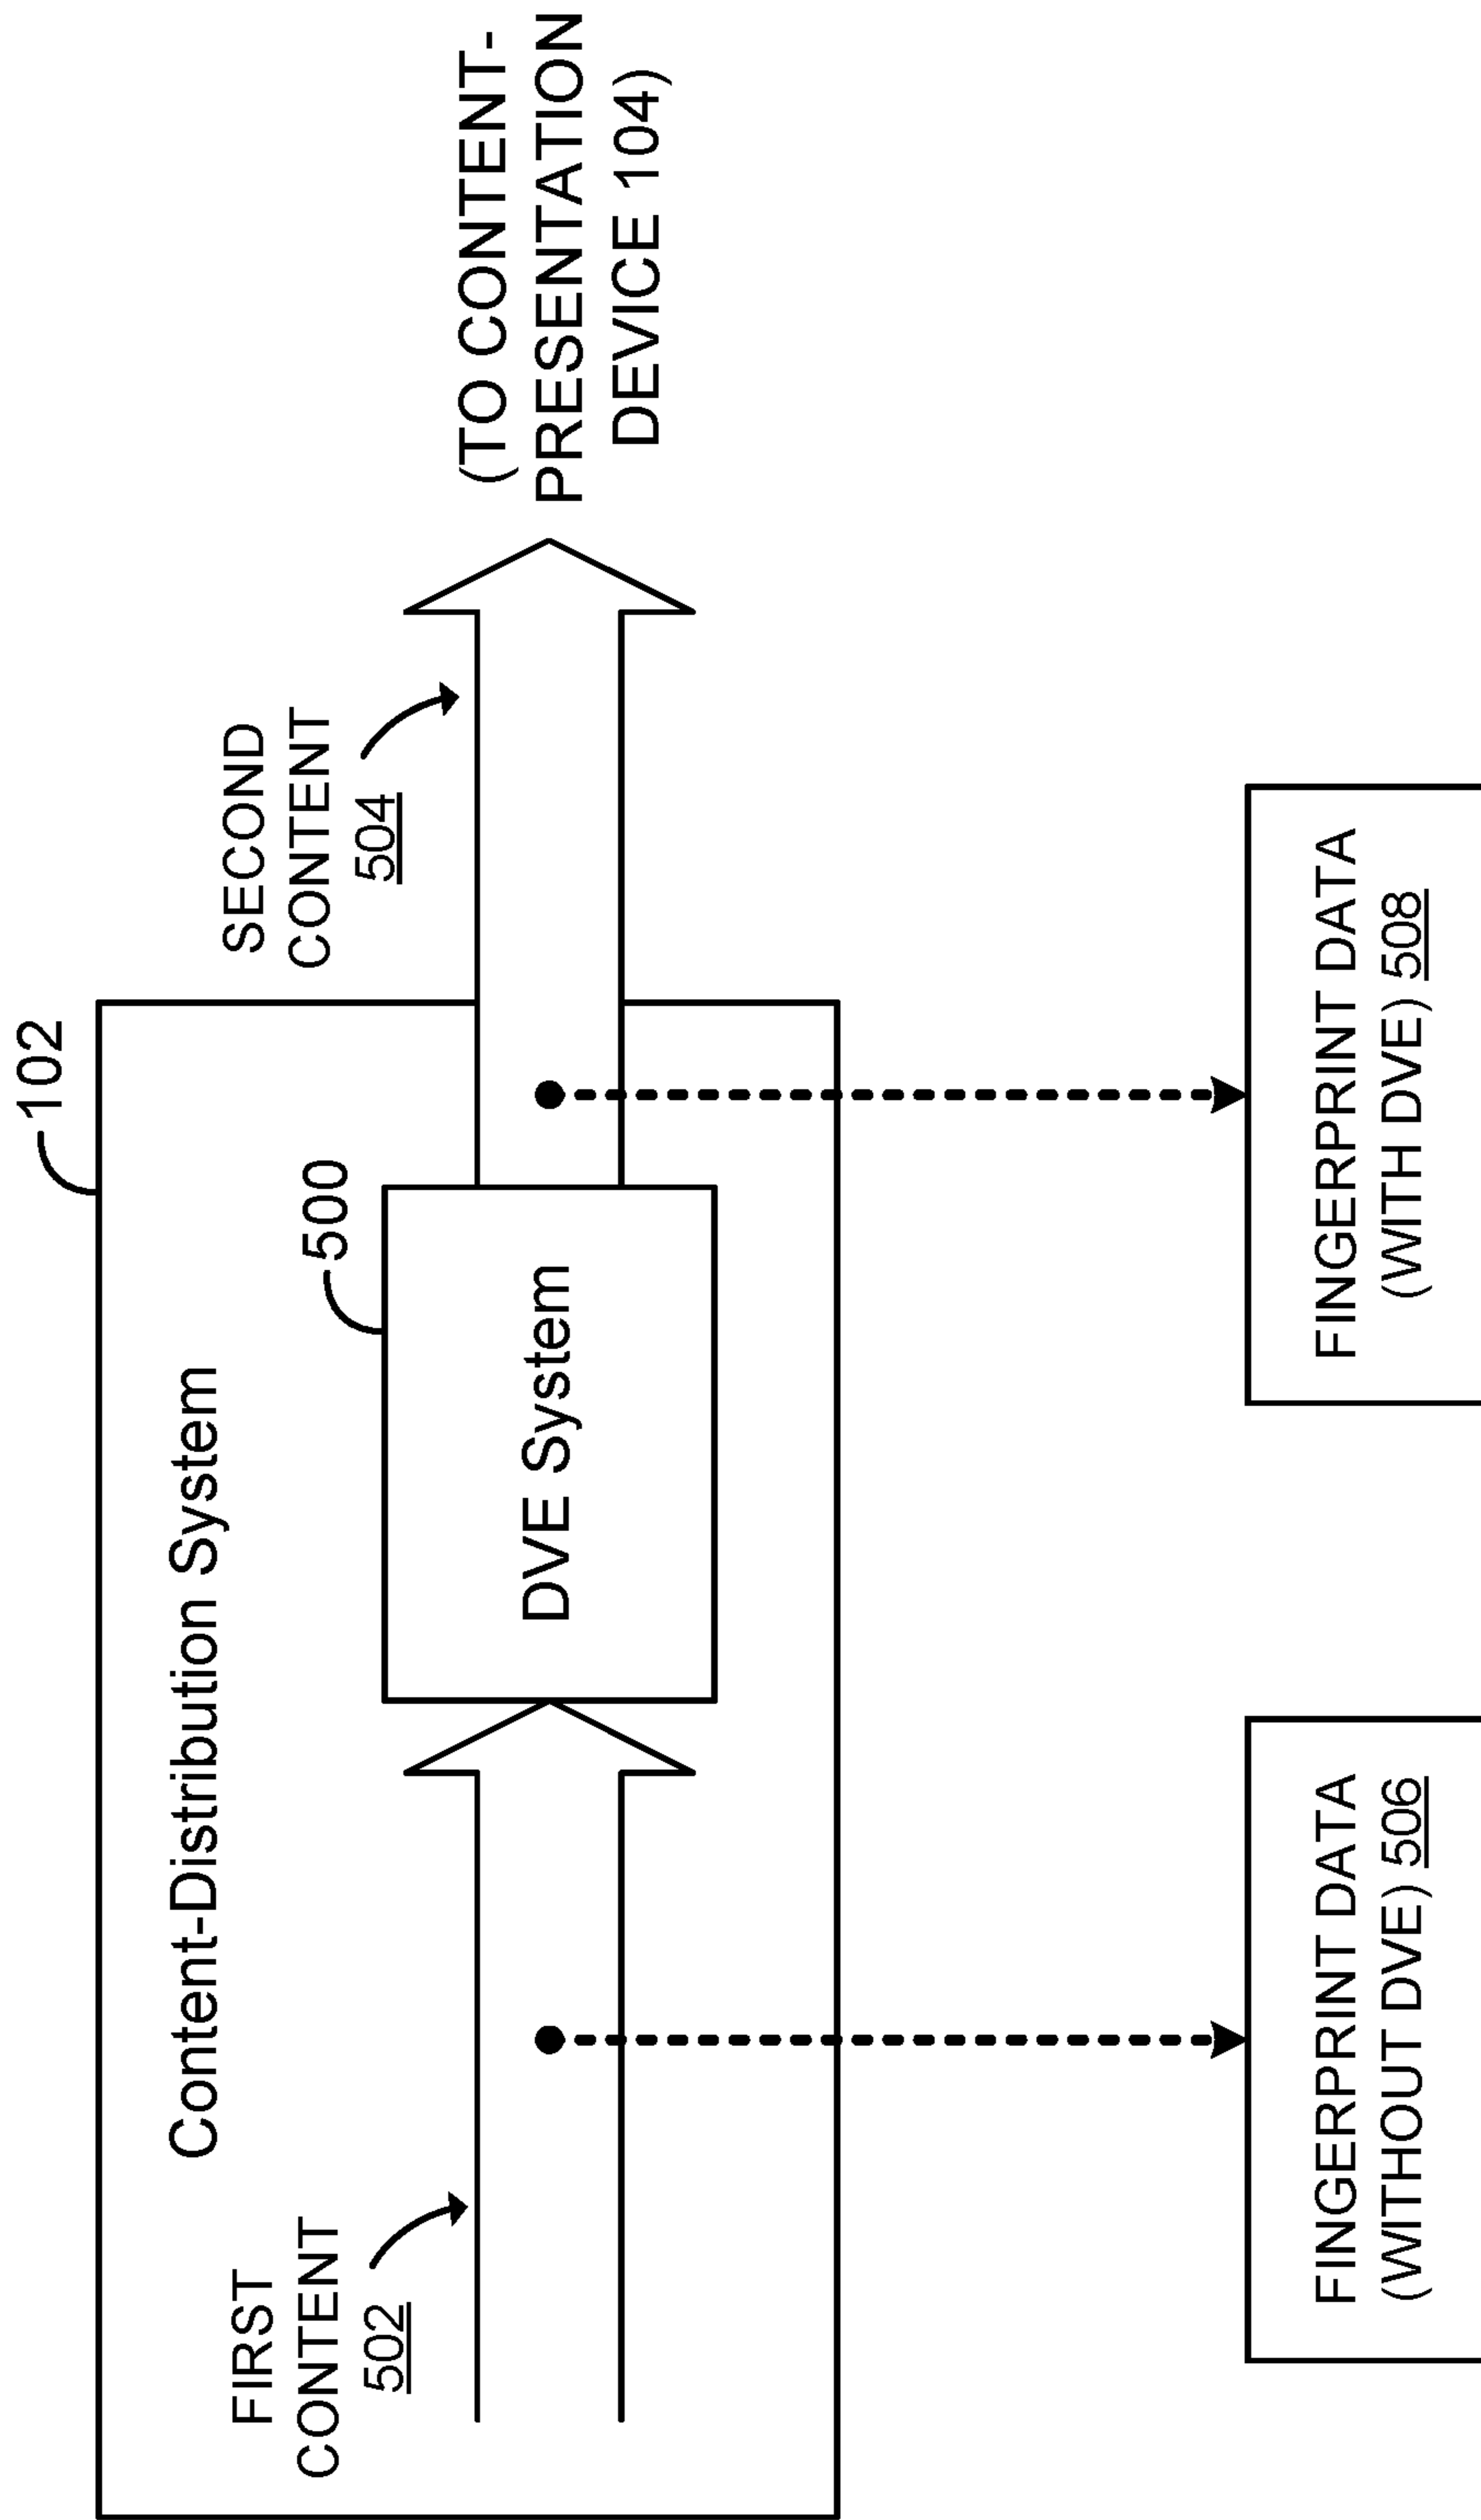 102
Content-Distribution System
FIRST
CONTENT
502
500
DVE System
SECOND
CONTENT
504
(TO CONTENT-
PRESENTATION
DEVICE 104)
FINGERPRINT DATA
(WITHOUT DVE) 506
FINGERPRINT DATA
(WITH DVE) 508